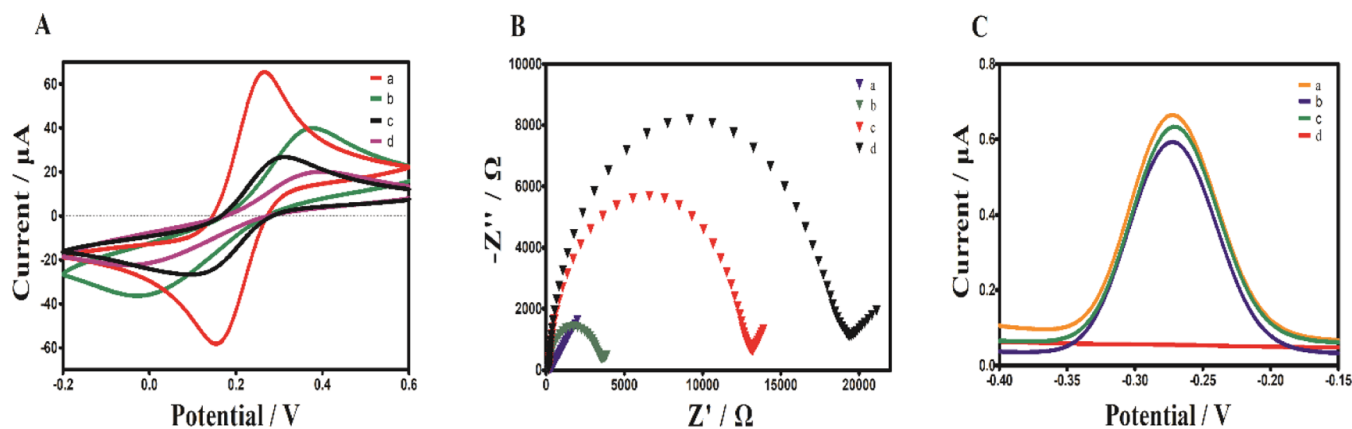 A
Current / µA
60
40
20
0
-20
-40
-60
-0.2
0.0
0.2
0.4
0.6
Potential / V
a
b
c
d
B
-Z'' / Ω
10000
8000
6000
4000
2000
0
0
5000
10000
15000
20000
Z' / Ω
a
b
c
d
C
Current / µA
0.8
0.6
0.4
0.2
0.0
-0.40
-0.35
-0.30
-0.25
-0.20
-0.15
Potential / V
a
b
c
d